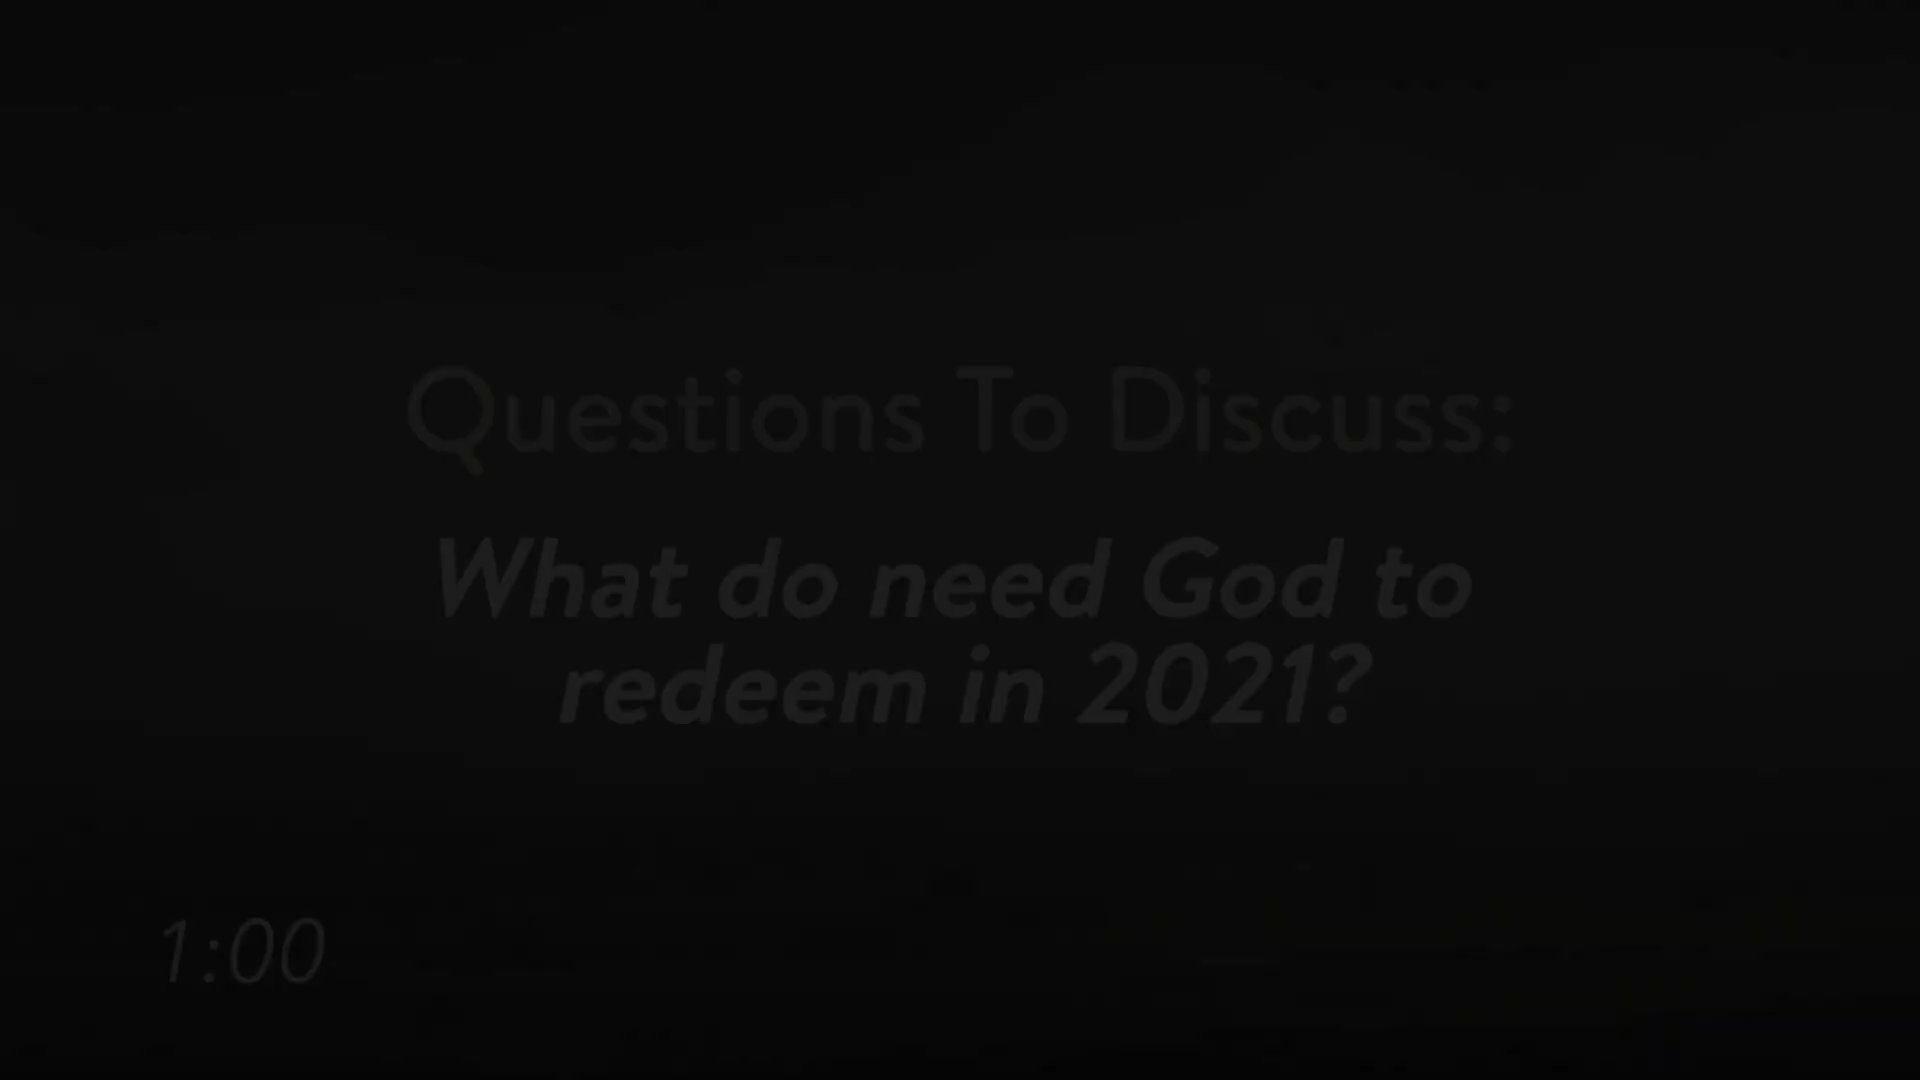 Questions To Discuss:
What do need God to
redeem in 2021?
1:00